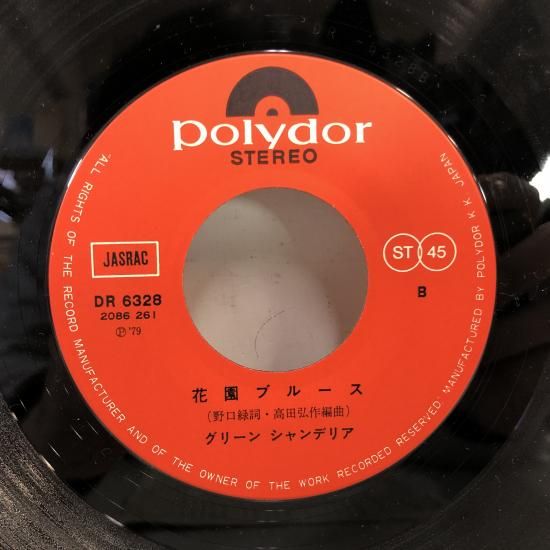 DR 6328B
polydor
STEREO
"ALL RIGHTS OF THE RECORD MANUFACTURER AND OF THE OWNER OF THE WORK RECORDED RESERVED" MANUFACTURED BY POLYDOR K.K. JAPAN
JASRAC
ST 45
DR 6328
B
2086 261
Ⓟ'79
花園ブルース
(野口緑詞・高田弘作編曲)
グリーン シャンデリア